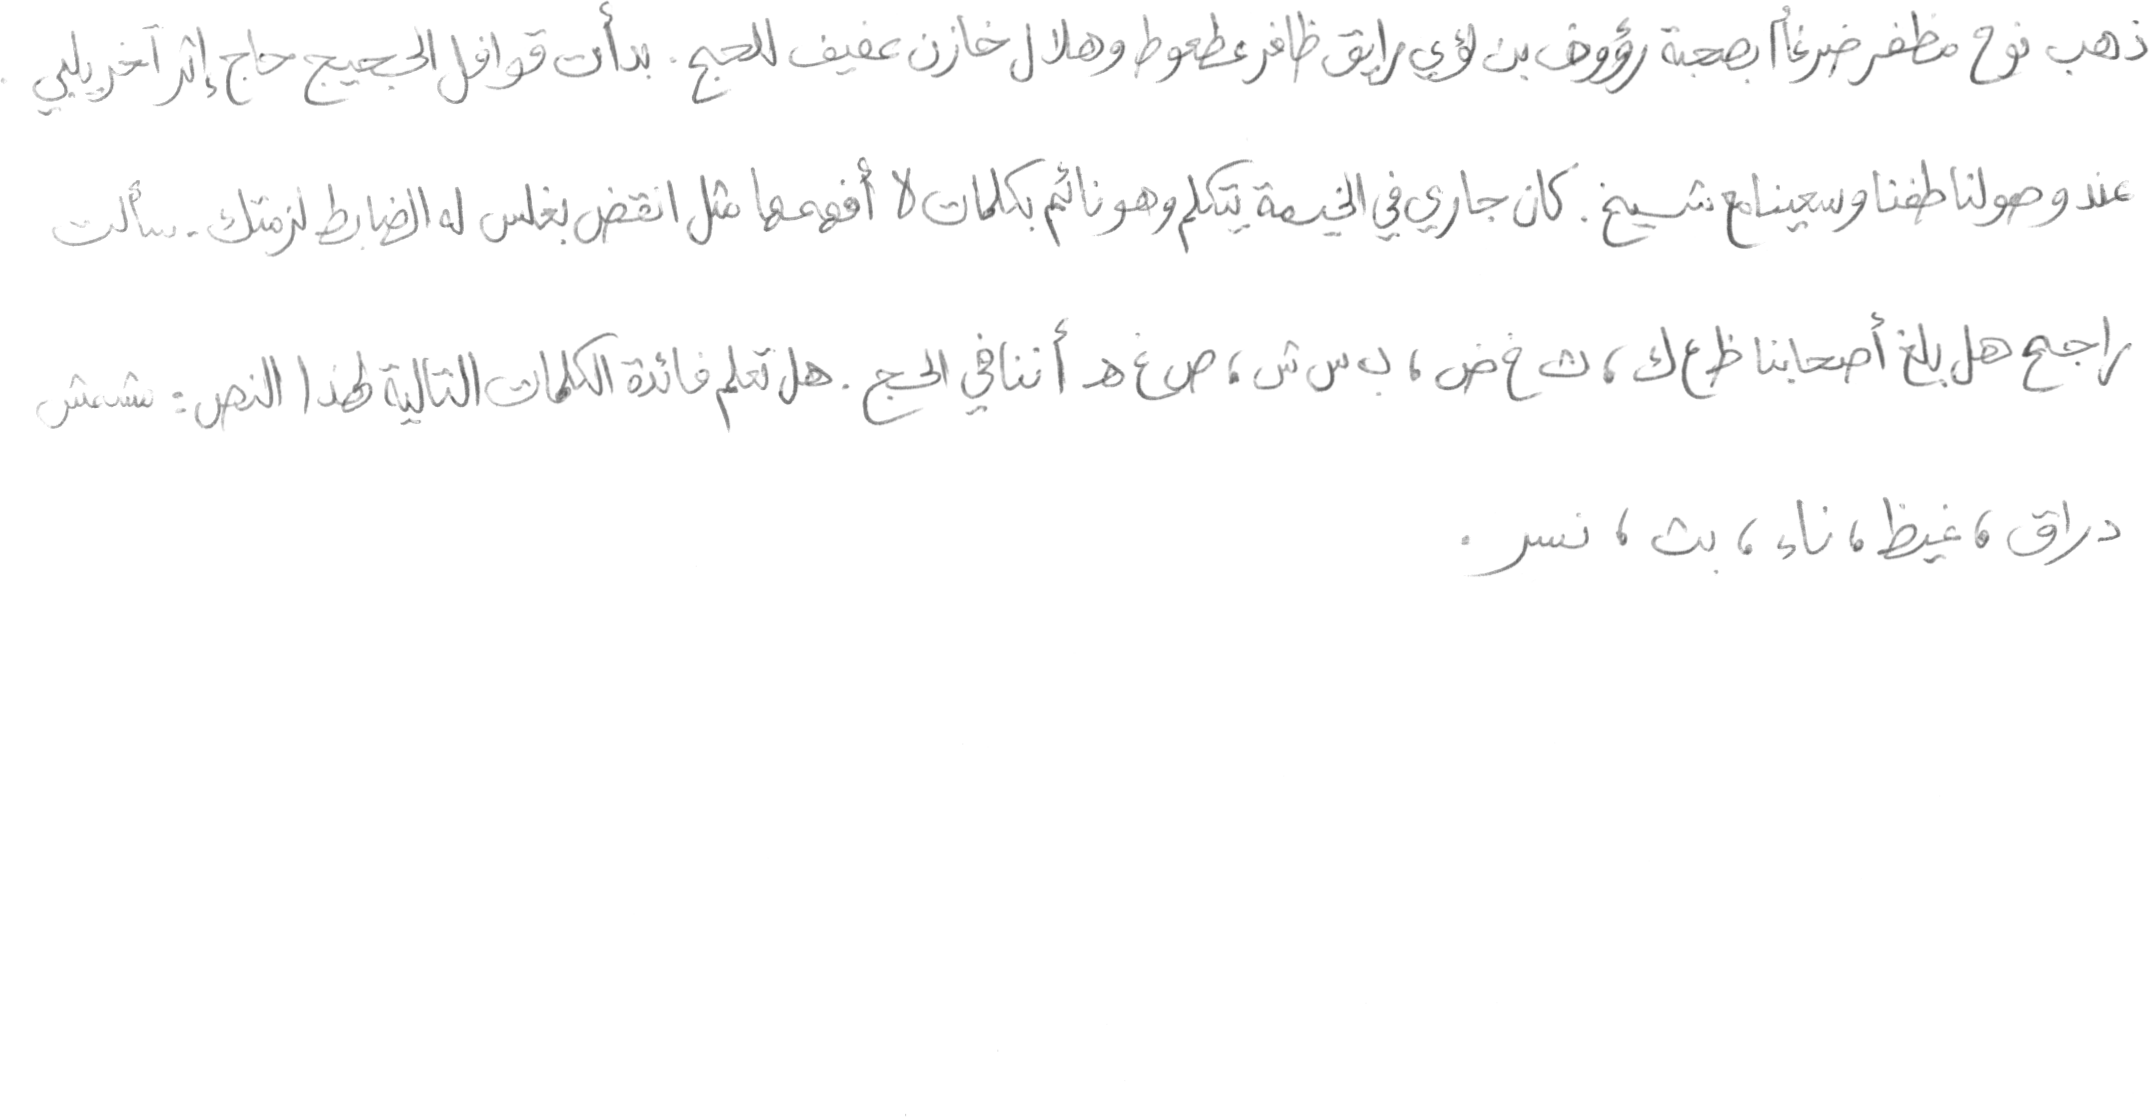 ذهب نوح مظفر ضرغاأ بصحبة رؤوف بن لؤي رايق ظافر عطعوط وهلال خازن عفيف للحج. بدأت قوافل الحجيج حاج إثر آخر يلبي
عند وصولنا طفنا وسعينا مع شيخ. كان جاري في الخيمة يتكلم وهو نائم بكلمات لا أفهمها مثل انقض بغلس له الضابط لزمتك. سألت
راجح هل بلغ أصحابنا ظ ع ك ، ث خ ض ، ب س ش ، ص غ هـ أننا في الحج. هل تعلم فائدة الكلمات التالية لهذا النص: مشمش
دراق ، غيظ ، ناء ، بث ، نسر.